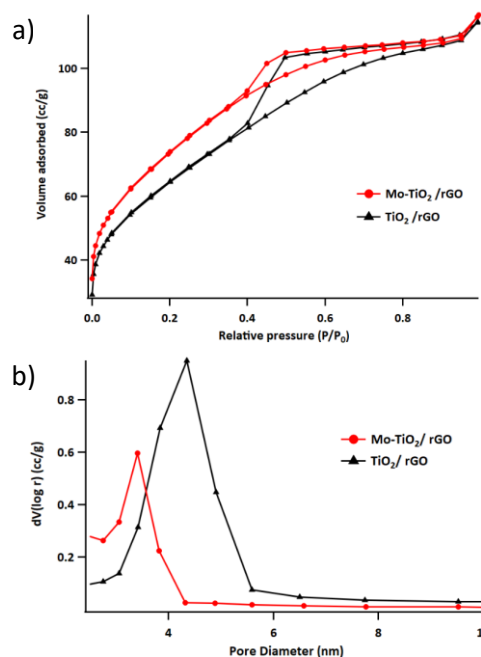 a)
Volume adsorbed (cc/g)
100
80
60
40
Mo-TiO₂ /rGO
TiO₂ /rGO
0.0 0.2 0.4 0.6 0.8
Relative pressure (P/P₀)
b)
dV(log r) (cc/g)
0.8
0.6
0.4
0.2
Mo-TiO₂/ rGO
TiO₂/ rGO
4 6 8 10
Pore Diameter (nm)